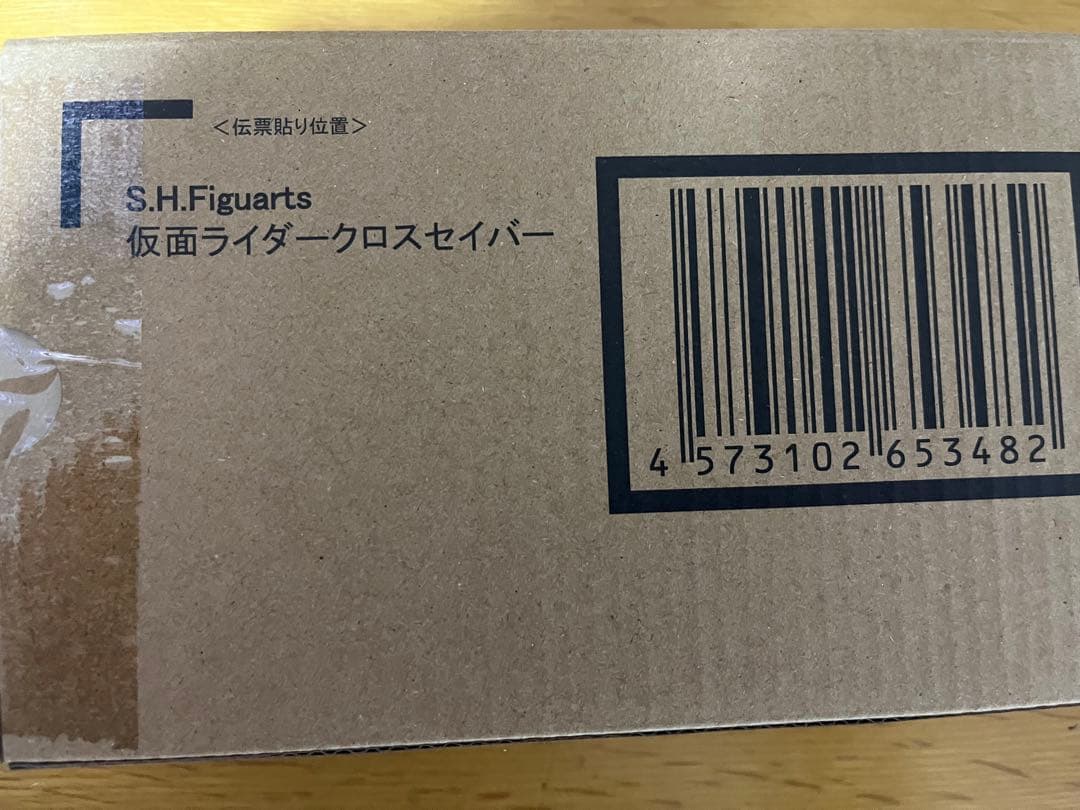 ＜伝票貼り位置＞
S.H.Figuarts
仮面ライダークロスセイバー
4 573102 653482